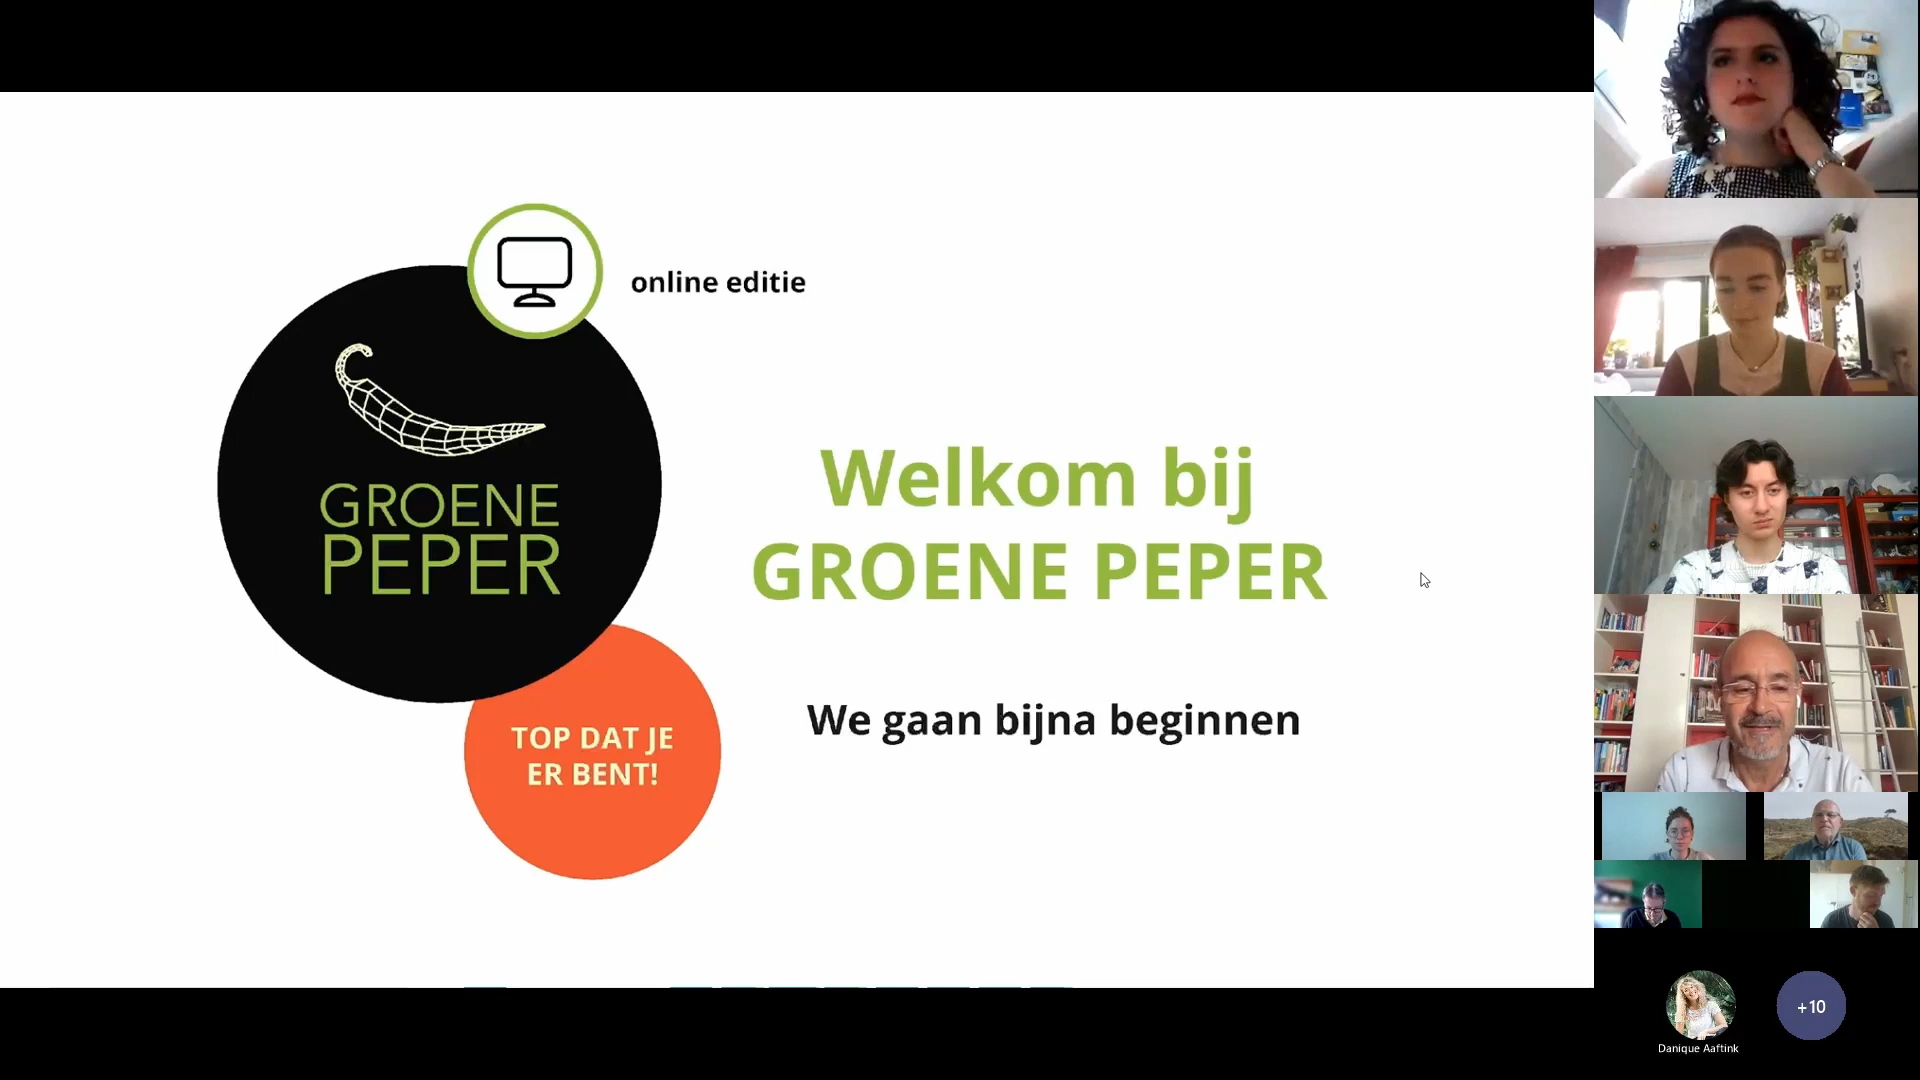 online editie
GROENE
PEPER
Welkom bij
GROENE PEPER
We gaan bijna beginnen
TOP DAT JE
ER BENT!
+10
Danique Aaftink